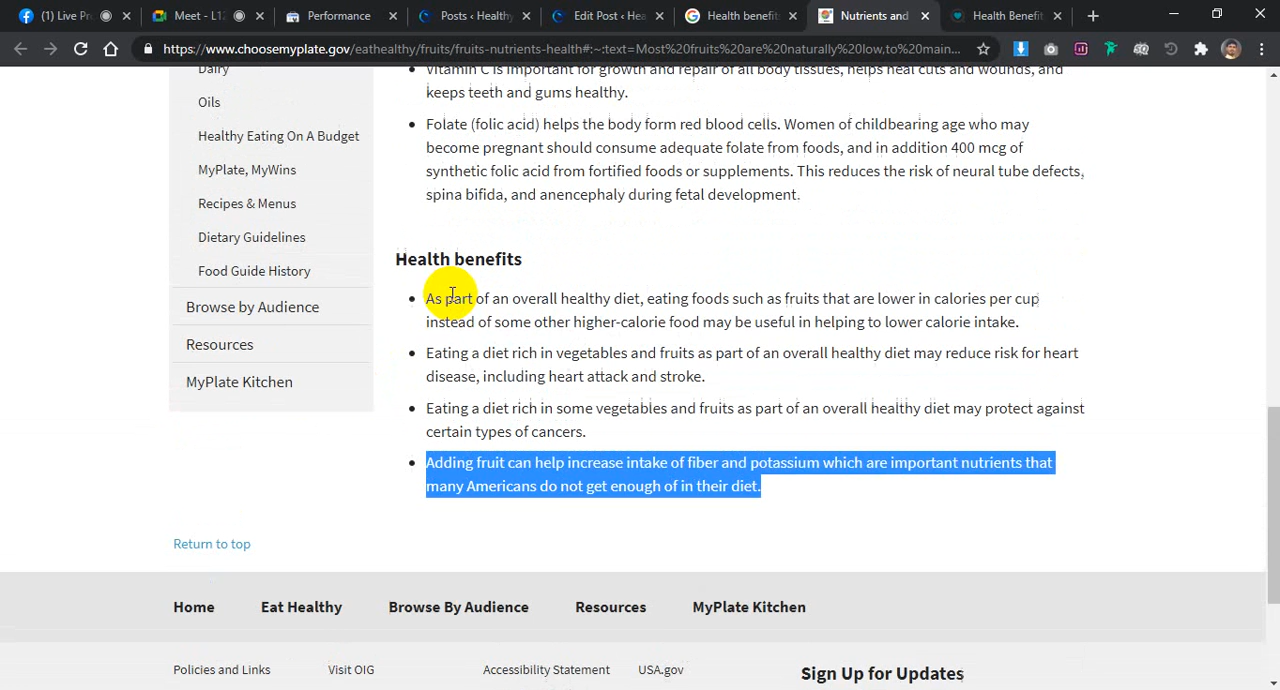 (1) Live Pr
Meet - L12
Performance
Posts ‹ Healthy
Edit Post ‹ Hea
Health benefit
Nutrients and
Health Benefit
https://www.choosemyplate.gov/eathealthy/fruits/fruits-nutrients-health#:~:text=Most%20fruits%20are%20naturally%20low,to%20main...
Dairy
Oils
Healthy Eating On A Budget
MyPlate, MyWins
Recipes & Menus
Dietary Guidelines
Food Guide History
Browse by Audience
Resources
MyPlate Kitchen
Vitamin C is important for growth and repair of all body tissues, helps heal cuts and wounds, and
keeps teeth and gums healthy.
Folate (folic acid) helps the body form red blood cells. Women of childbearing age who may
become pregnant should consume adequate folate from foods, and in addition 400 mcg of
synthetic folic acid from fortified foods or supplements. This reduces the risk of neural tube defects,
spina bifida, and anencephaly during fetal development.
Health benefits
As part of an overall healthy diet, eating foods such as fruits that are lower in calories per cup
instead of some other higher-calorie food may be useful in helping to lower calorie intake.
Eating a diet rich in vegetables and fruits as part of an overall healthy diet may reduce risk for heart
disease, including heart attack and stroke.
Eating a diet rich in some vegetables and fruits as part of an overall healthy diet may protect against
certain types of cancers.
Adding fruit can help increase intake of fiber and potassium which are important nutrients that
many Americans do not get enough of in their diet.
Return to top
Home
Eat Healthy
Browse By Audience
Resources
MyPlate Kitchen
Policies and Links
Visit OIG
Accessibility Statement
USA.gov
Sign Up for Updates